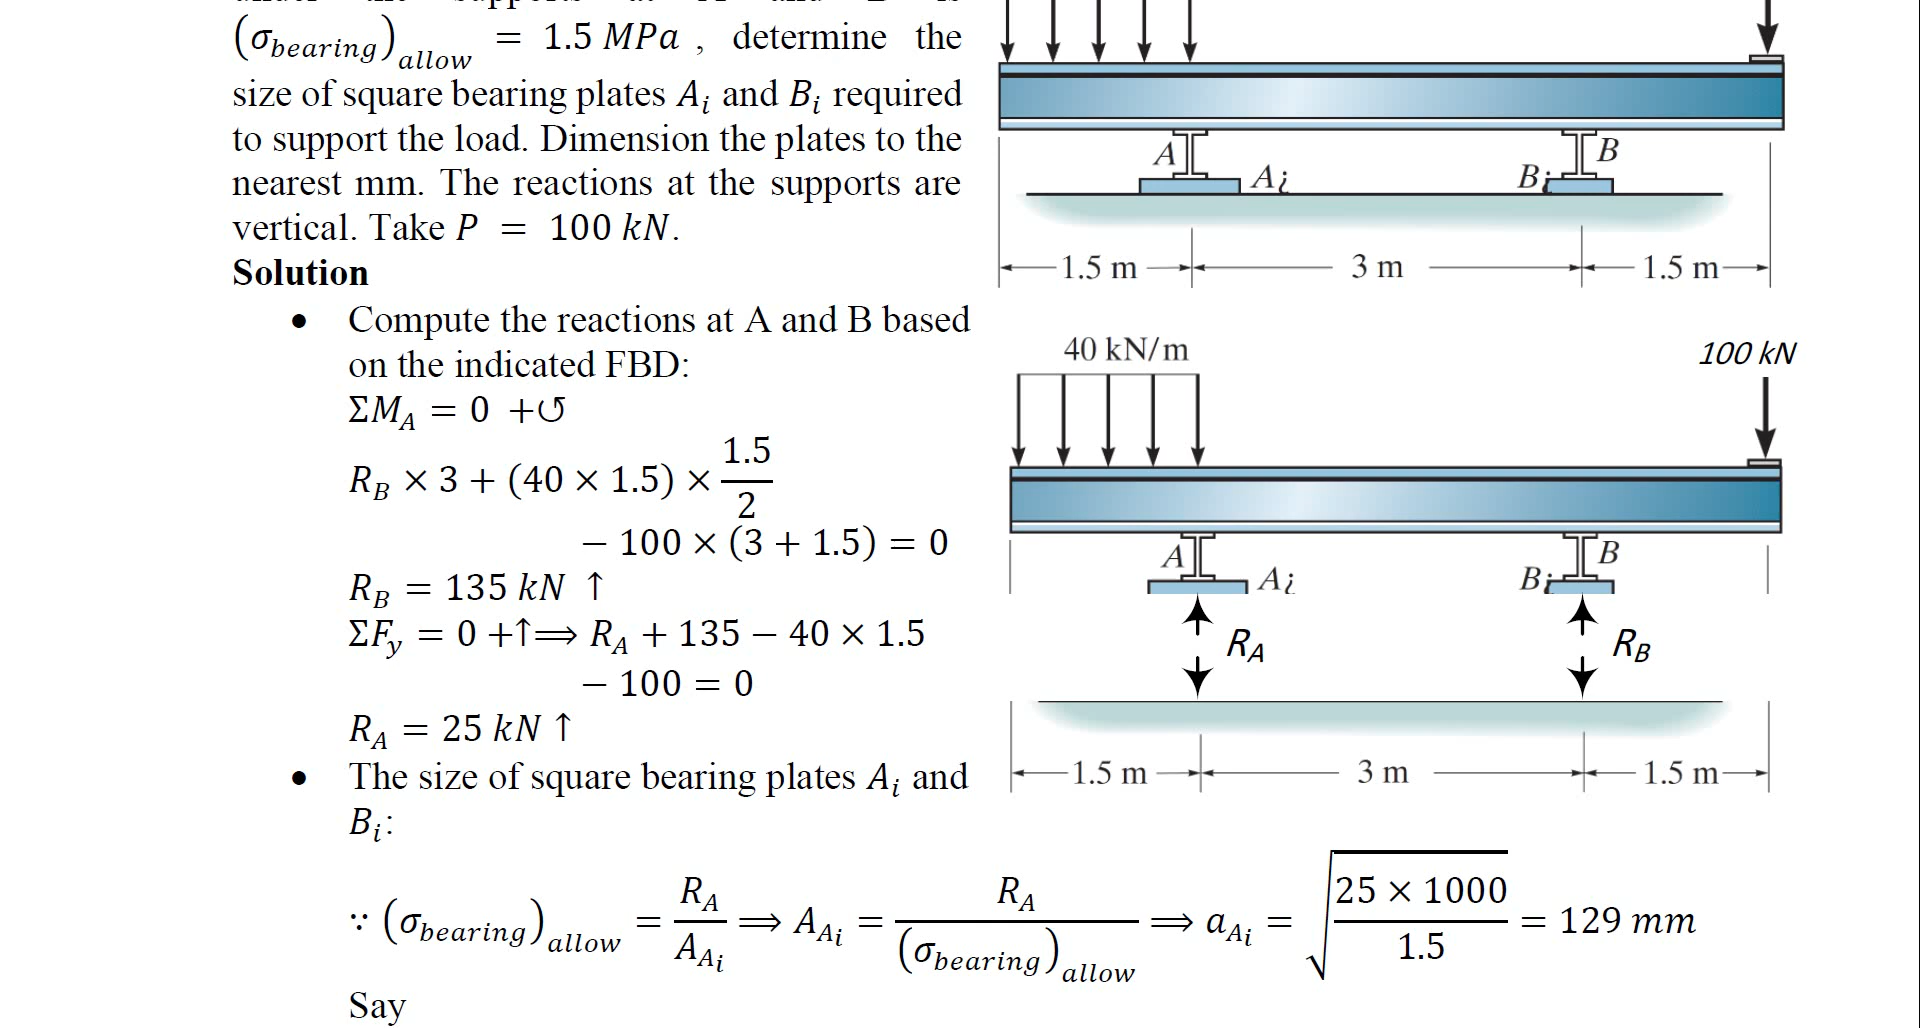 (σbearing)allow = 1.5 MPa , determine the
size of square bearing plates Ai and Bi required
to support the load. Dimension the plates to the
nearest mm. The reactions at the supports are
vertical. Take P = 100 kN.
Solution
• Compute the reactions at A and B based
on the indicated FBD:
ΣMA = 0 +↺
RB × 3 + (40 × 1.5) × 1.5/2
− 100 × (3 + 1.5) = 0
RB = 135 kN ↑
ΣFy = 0 +↑⟹ RA + 135 − 40 × 1.5
− 100 = 0
RA = 25 kN ↑
• The size of square bearing plates Ai and
Bi:
∵ (σbearing)allow = RA/AAi ⟹ AAi = RA/(σbearing)allow ⟹ aAi = √(25 × 1000/1.5) = 129 mm
Say
A
Ai
Bi
B
1.5 m
3 m
1.5 m
40 kN/m
100 kN
A
Ai
Bi
B
RA
RB
1.5 m
3 m
1.5 m